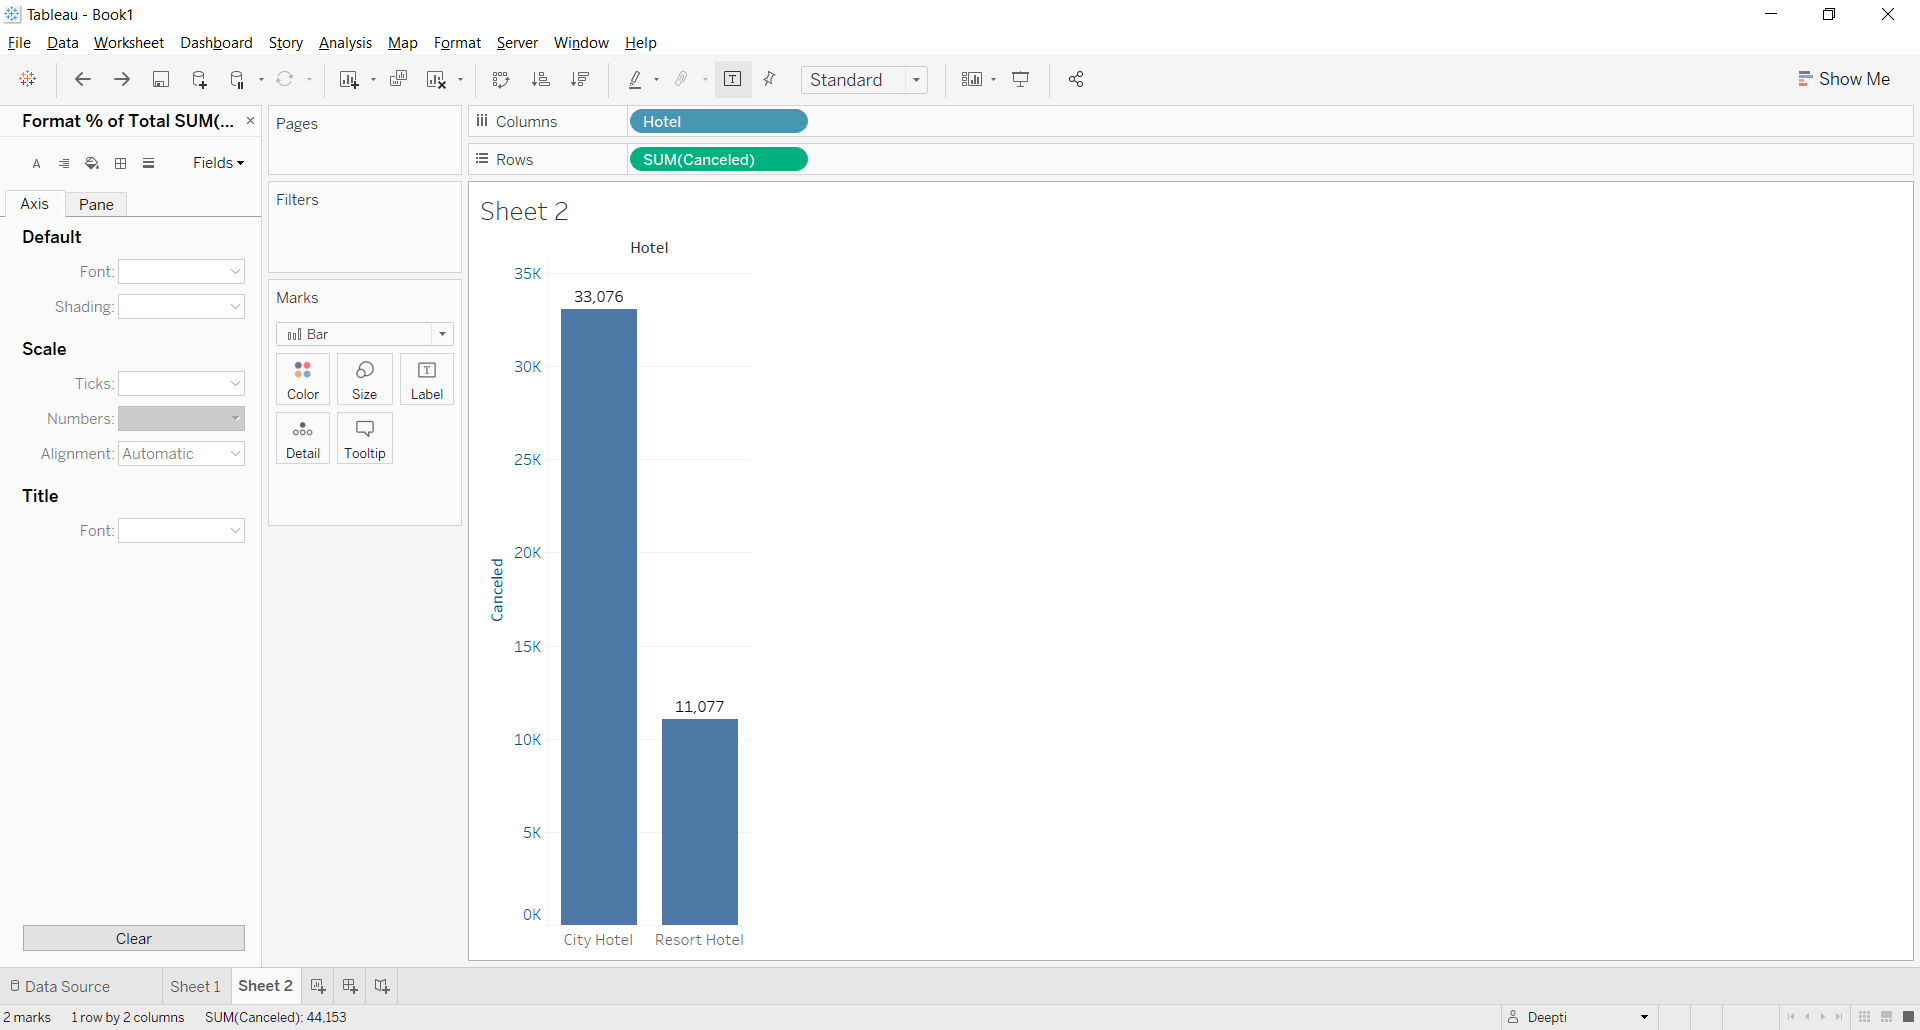 Tableau - Book1
File Data Worksheet Dashboard Story Analysis Map Format Server Window Help
Standard
Show Me
Format % of Total SUM(...
Fields
Axis Pane
Default
Font:
Shading:
Scale
Ticks:
Numbers:
Alignment: Automatic
Title
Font:
Clear
Pages
Filters
Marks
Bar
Color Size Label
Detail Tooltip
Columns Hotel
Rows SUM(Canceled)
Sheet 2
Hotel
35K
33,076
30K
25K
20K
Canceled
15K
11,077
10K
5K
0K
City Hotel Resort Hotel
Data Source Sheet 1 Sheet 2
2 marks 1 row by 2 columns SUM(Canceled): 44,153 Deepti